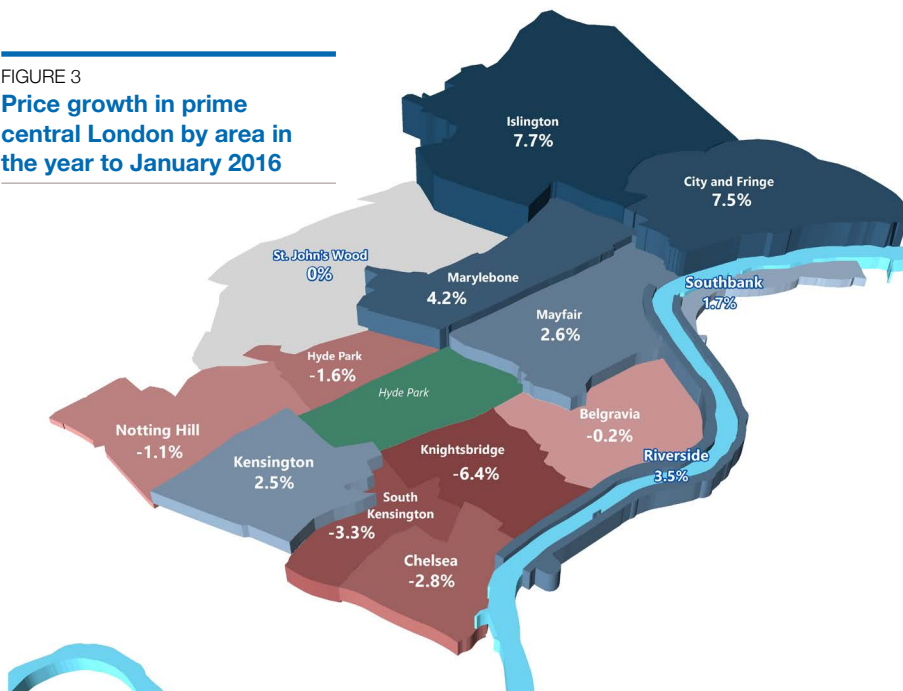 FIGURE 3
Price growth in prime
central London by area in
the year to January 2016
Islington
7.7%
City and Fringe
7.5%
St. John's Wood
0%
Marylebone
4.2%
Southbank
1.7%
Mayfair
2.6%
Hyde Park
-1.6%
Hyde Park
Notting Hill
-1.1%
Belgravia
-0.2%
Kensington
2.5%
Knightsbridge
-6.4%
Riverside
3.5%
South
Kensington
-3.3%
Chelsea
-2.8%